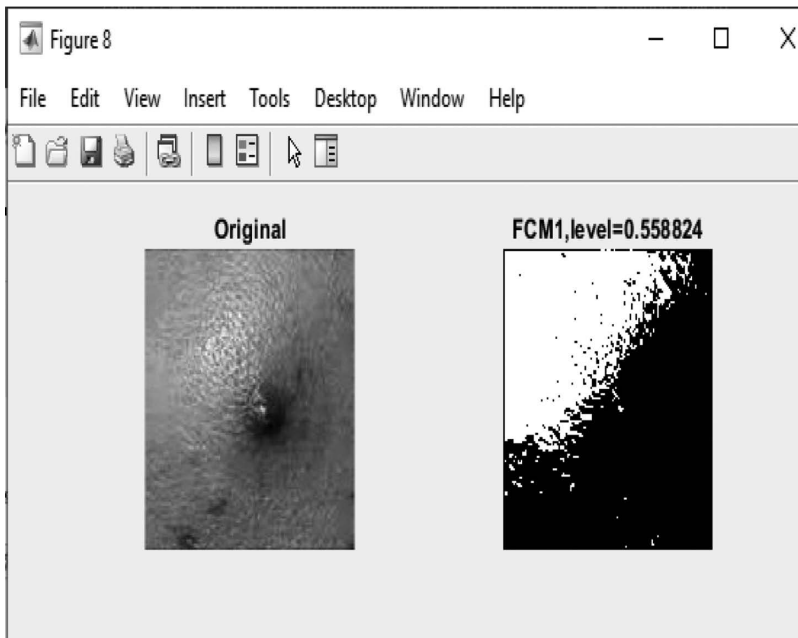 Figure 8
File Edit View Insert Tools Desktop Window Help
Original
FCM1,level=0.558824